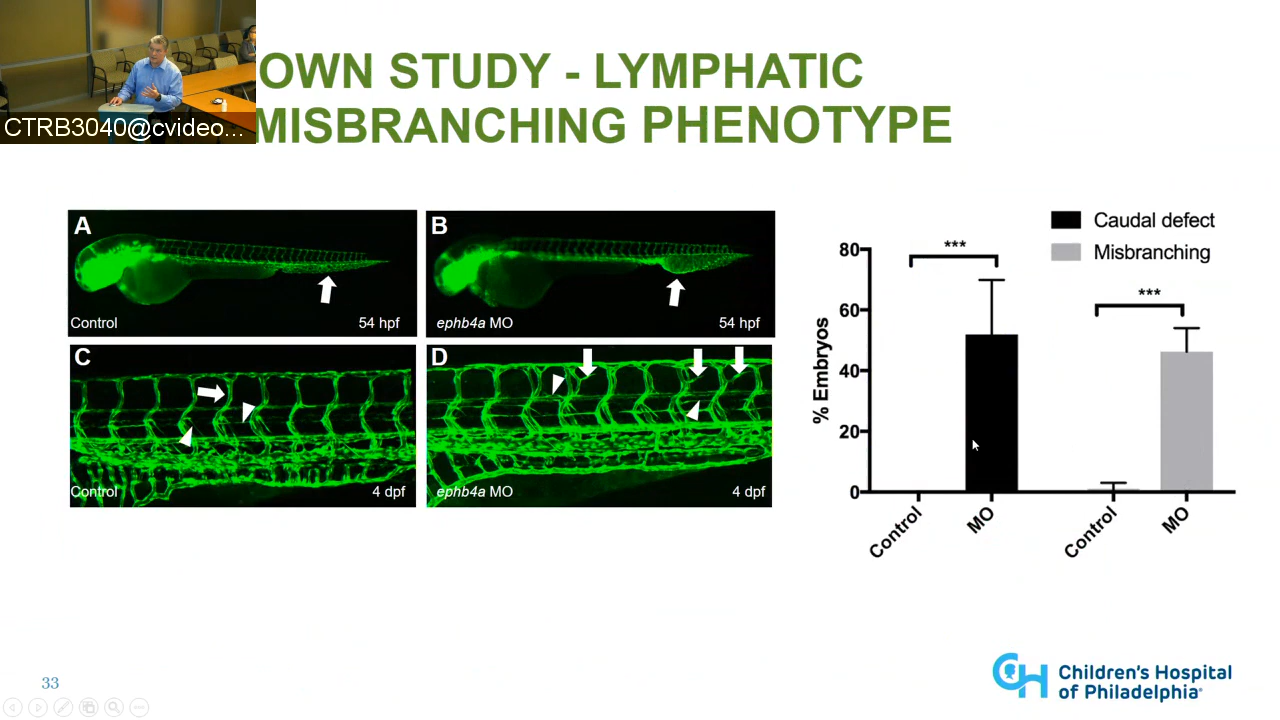 CTRB3040@cvideo...
OWN STUDY - LYMPHATIC
MISBRANCHING PHENOTYPE
A
Control
54 hpf
B
ephb4a MO
54 hpf
C
Control
4 dpf
D
ephb4a MO
4 dpf
Caudal defect
Misbranching
% Embryos
80
60
40
20
0
***
***
Control
MO
Control
MO
33
Children's Hospital
of Philadelphia